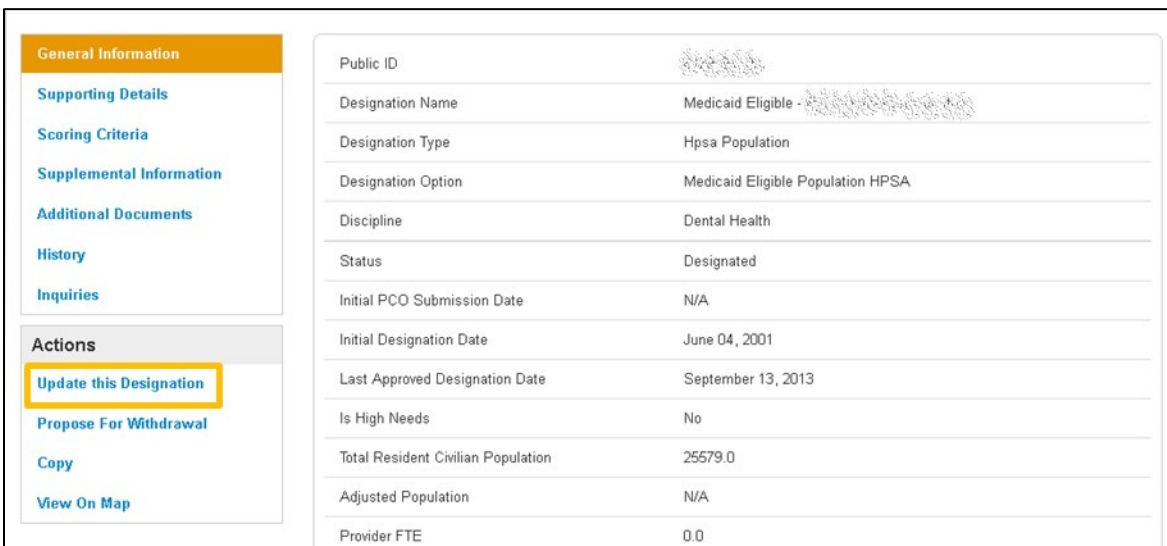 General Information
Supporting Details
Scoring Criteria
Supplemental Information
Additional Documents
History
Inquiries
Actions
Update this Designation
Propose For Withdrawal
Copy
View On Map
Public ID
Designation Name Medicaid Eligible -
Designation Type Hpsa Population
Designation Option Medicaid Eligible Population HPSA
Discipline Dental Health
Status Designated
Initial PCO Submission Date N/A
Initial Designation Date June 04, 2001
Last Approved Designation Date September 13, 2013
Is High Needs No
Total Resident Civilian Population 25579.0
Adjusted Population N/A
Provider FTE 0.0